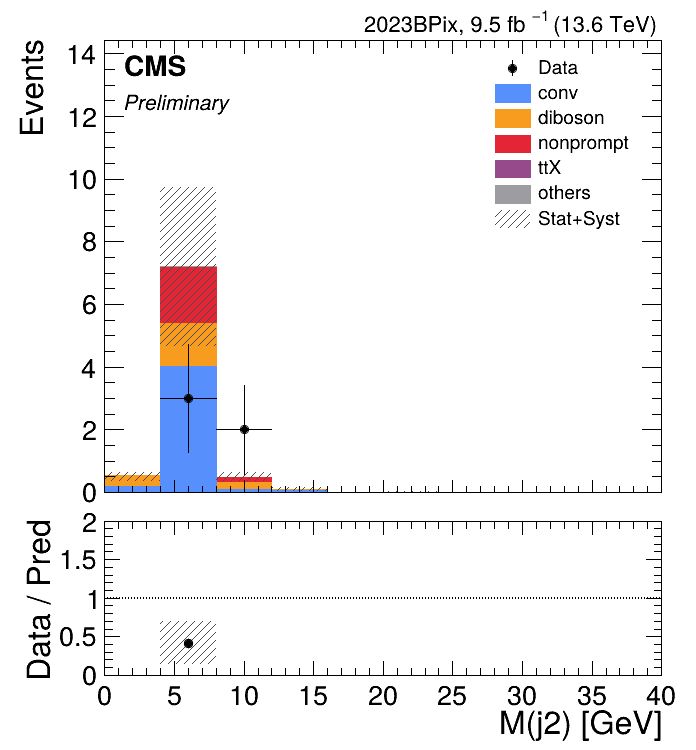 2023BPix, 9.5 fb⁻¹ (13.6 TeV)
CMS
Preliminary
Data
conv
diboson
nonprompt
ttX
others
Stat+Syst
Events
14
12
10
8
6
4
2
0
Data / Pred
2
1.5
1
0.5
0
0 5 10 15 20 25 30 35 40
M(j2) [GeV]